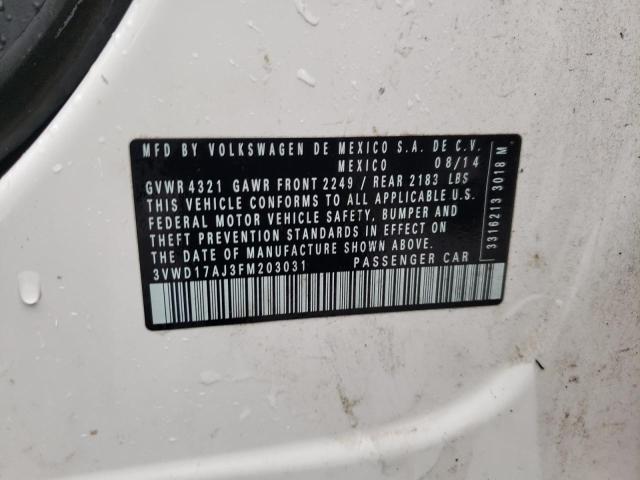 MFD BY VOLKSWAGEN DE MEXICO S.A. DE C.V.
MEXICO 08/14
GVWR 4321 GAWR FRONT 2249 / REAR 2183 LBS
THIS VEHICLE CONFORMS TO ALL APPLICABLE U.S.
FEDERAL MOTOR VEHICLE SAFETY, BUMPER AND
THEFT PREVENTION STANDARDS IN EFFECT ON
THE DATE OF MANUFACTURE SHOWN ABOVE.
3VWD17AJ3FM203031 PASSENGER CAR
3316213 3018 M